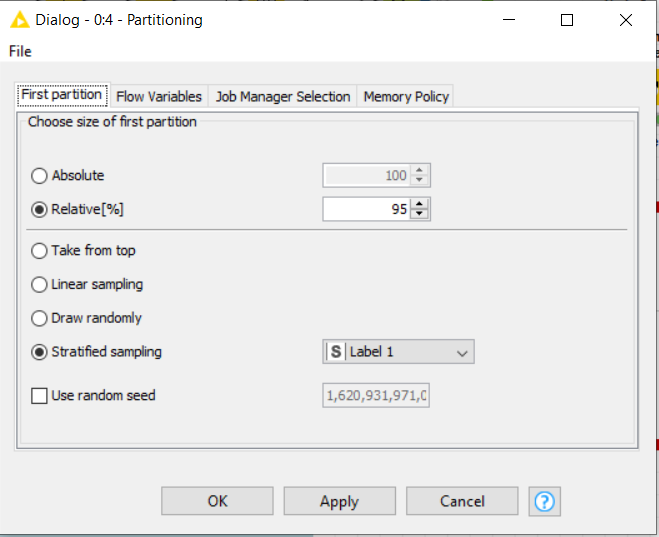 Dialog - 0:4 - Partitioning
File
First partition Flow Variables Job Manager Selection Memory Policy
Choose size of first partition
Absolute 100
Relative[%] 95
Take from top
Linear sampling
Draw randomly
Stratified sampling S Label 1
Use random seed 1,620,931,971,0
OK Apply Cancel ?